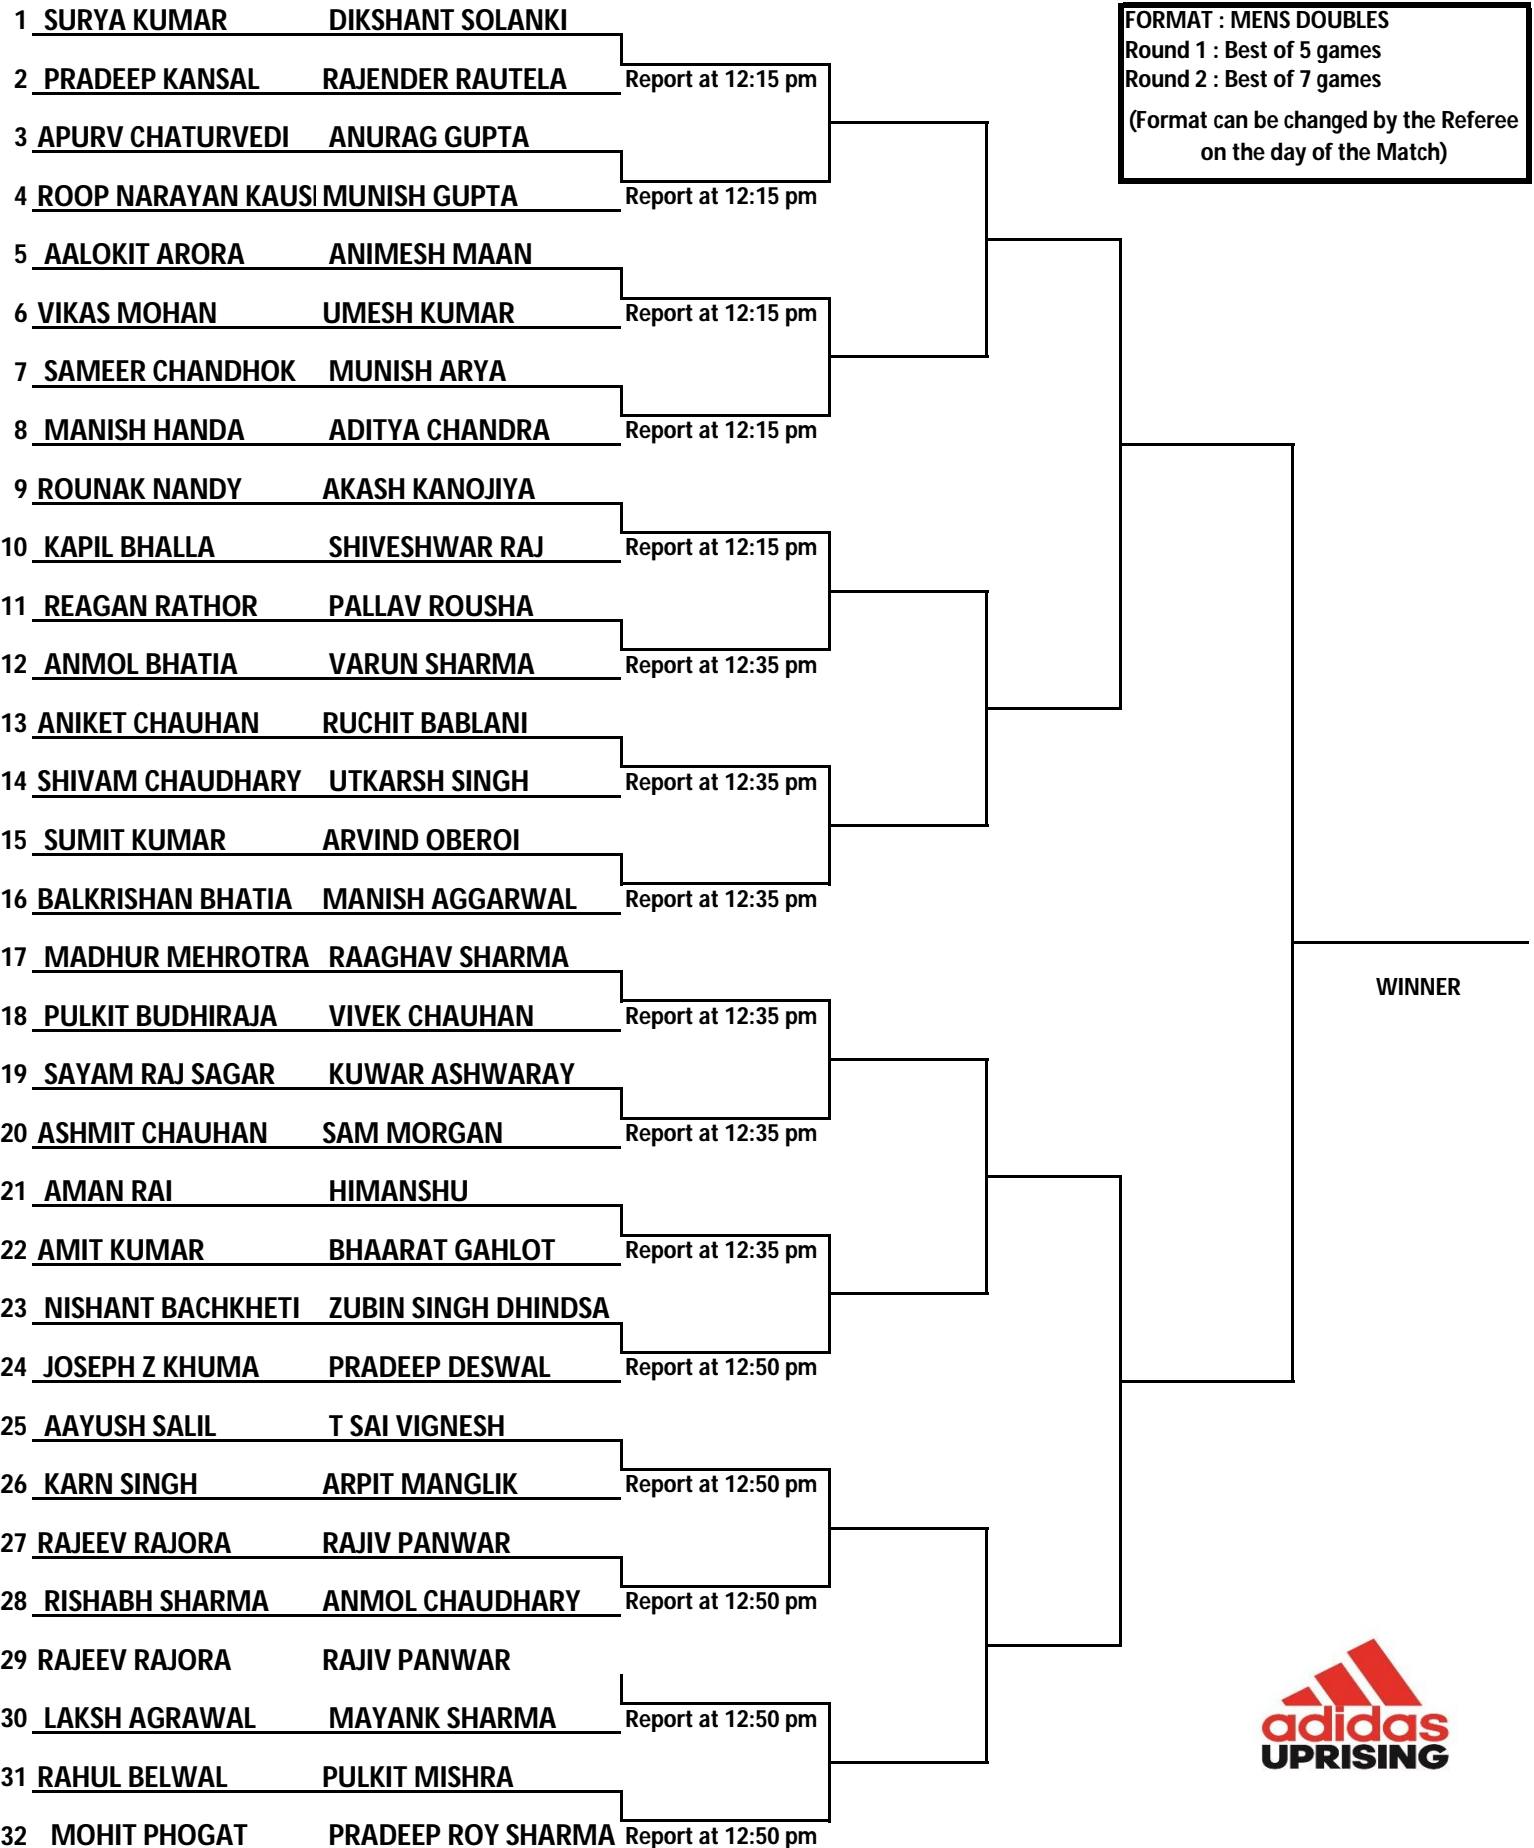 1 SURYA KUMAR DIKSHANT SOLANKI
FORMAT : MENS DOUBLES
Round 1 : Best of 5 games
2 PRADEEP KANSAL RAJENDER RAUTELA Report at 12:15 pm
Round 2 : Best of 7 games
(Format can be changed by the Referee
on the day of the Match)
3 APURV CHATURVEDI ANURAG GUPTA
4 ROOP NARAYAN KAUSI MUNISH GUPTA Report at 12:15 pm
5 AALOKIT ARORA ANIMESH MAAN
6 VIKAS MOHAN UMESH KUMAR Report at 12:15 pm
7 SAMEER CHANDHOK MUNISH ARYA
8 MANISH HANDA ADITYA CHANDRA Report at 12:15 pm
9 ROUNAK NANDY AKASH KANOJIYA
10 KAPIL BHALLA SHIVESHWAR RAJ Report at 12:15 pm
11 REAGAN RATHOR PALLAV ROUSHA
12 ANMOL BHATIA VARUN SHARMA Report at 12:35 pm
13 ANIKET CHAUHAN RUCHIT BABLANI
14 SHIVAM CHAUDHARY UTKARSH SINGH Report at 12:35 pm
15 SUMIT KUMAR ARVIND OBEROI
16 BALKRISHAN BHATIA MANISH AGGARWAL Report at 12:35 pm
17 MADHUR MEHROTRA RAAGHAV SHARMA
WINNER
18 PULKIT BUDHIRAJA VIVEK CHAUHAN Report at 12:35 pm
19 SAYAM RAJ SAGAR KUWAR ASHWARAY
20 ASHMIT CHAUHAN SAM MORGAN Report at 12:35 pm
21 AMAN RAI HIMANSHU
22 AMIT KUMAR BHAARAT GAHLOT Report at 12:35 pm
23 NISHANT BACHKHETI ZUBIN SINGH DHINDSA
24 JOSEPH Z KHUMA PRADEEP DESWAL Report at 12:50 pm
25 AAYUSH SALIL T SAI VIGNESH
26 KARN SINGH ARPIT MANGLIK Report at 12:50 pm
27 RAJEEV RAJORA RAJIV PANWAR
28 RISHABH SHARMA ANMOL CHAUDHARY Report at 12:50 pm
29 RAJEEV RAJORA RAJIV PANWAR
30 LAKSH AGRAWAL MAYANK SHARMA Report at 12:50 pm
adidas
UPRISING
31 RAHUL BELWAL PULKIT MISHRA
32 MOHIT PHOGAT PRADEEP ROY SHARMA Report at 12:50 pm